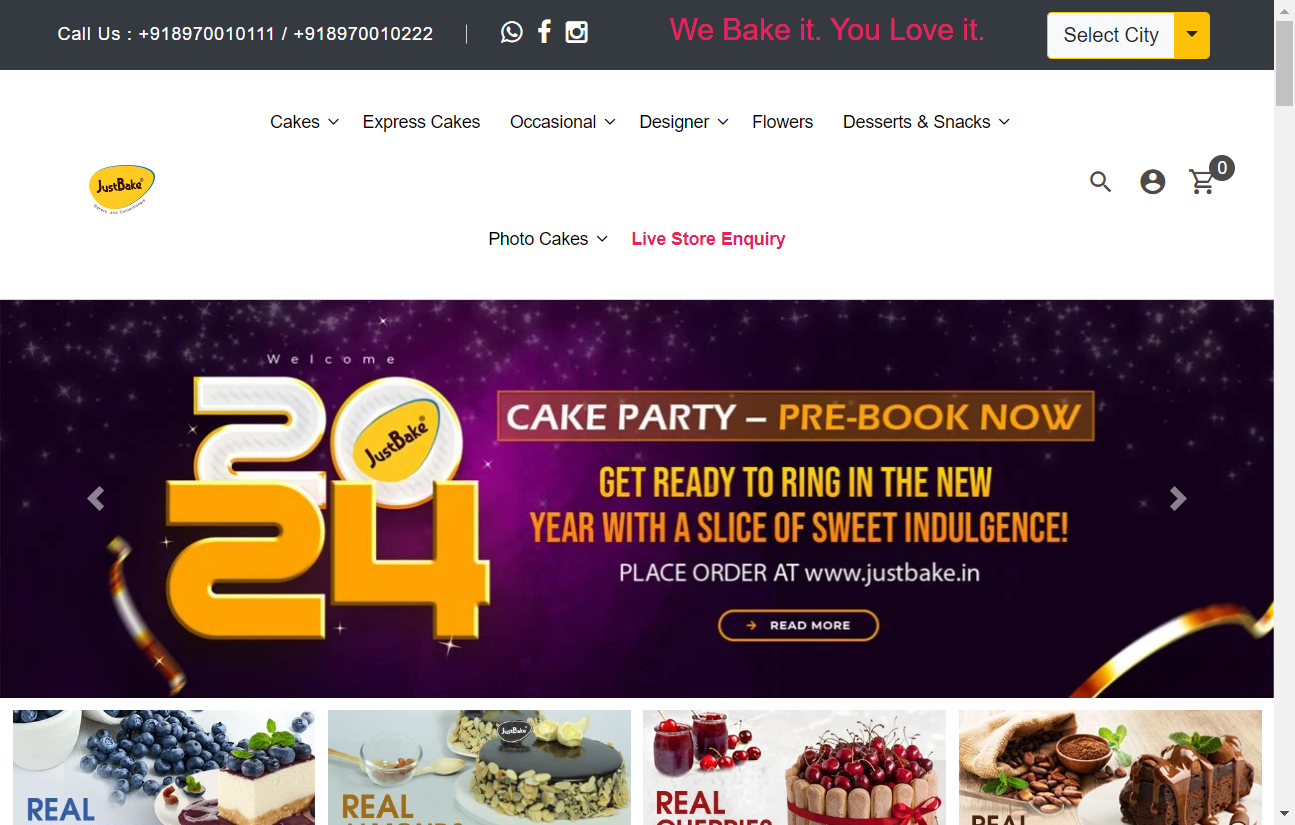 Call Us : +918970010111 / +918970010222
We Bake it. You Love it.
Select City
Cakes
Express Cakes
Occasional
Designer
Flowers
Desserts & Snacks
JustBake®
0
Photo Cakes
Live Store Enquiry
Welcome
2024
JustBake®
CAKE PARTY – PRE-BOOK NOW
GET READY TO RING IN THE NEW
YEAR WITH A SLICE OF SWEET INDULGENCE!
PLACE ORDER AT www.justbake.in
READ MORE
REAL
JustBake
REAL
ALMONDS
REAL
CHERRIES
REAL